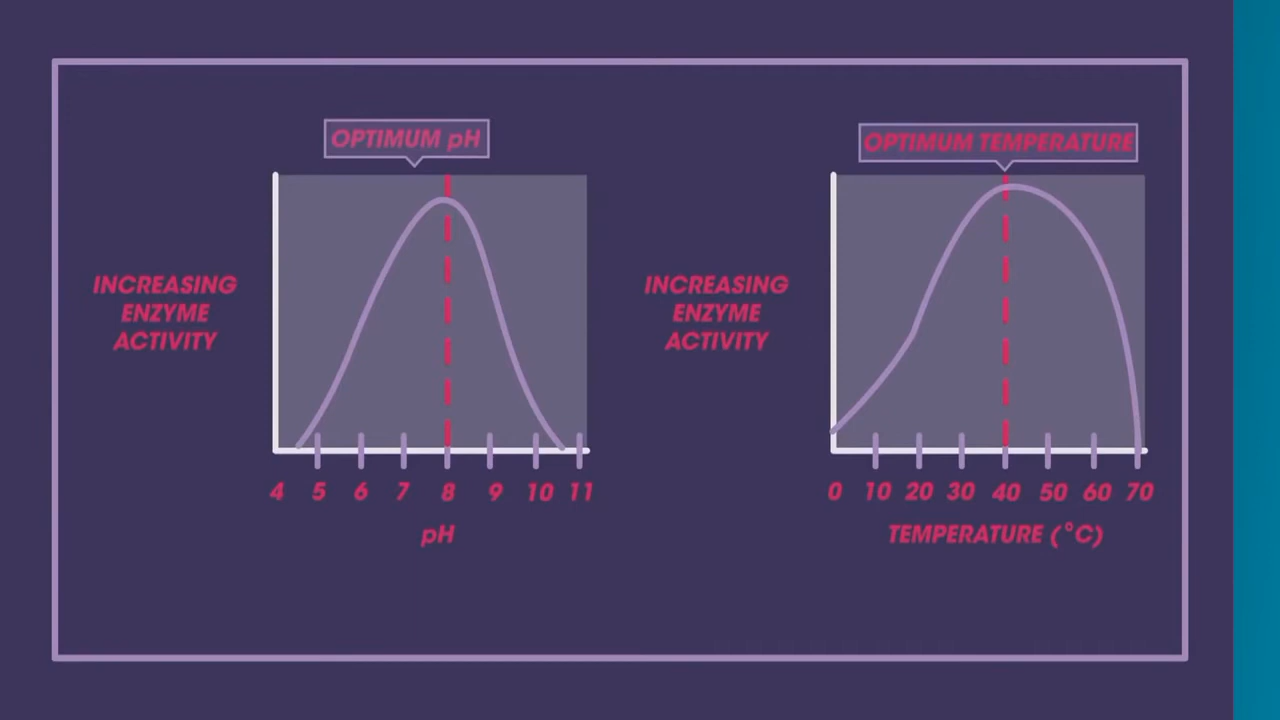 OPTIMUM pH
INCREASING
ENZYME
ACTIVITY
4 5 6 7 8 9 10 11
pH
OPTIMUM TEMPERATURE
INCREASING
ENZYME
ACTIVITY
0 10 20 30 40 50 60 70
TEMPERATURE (°C)